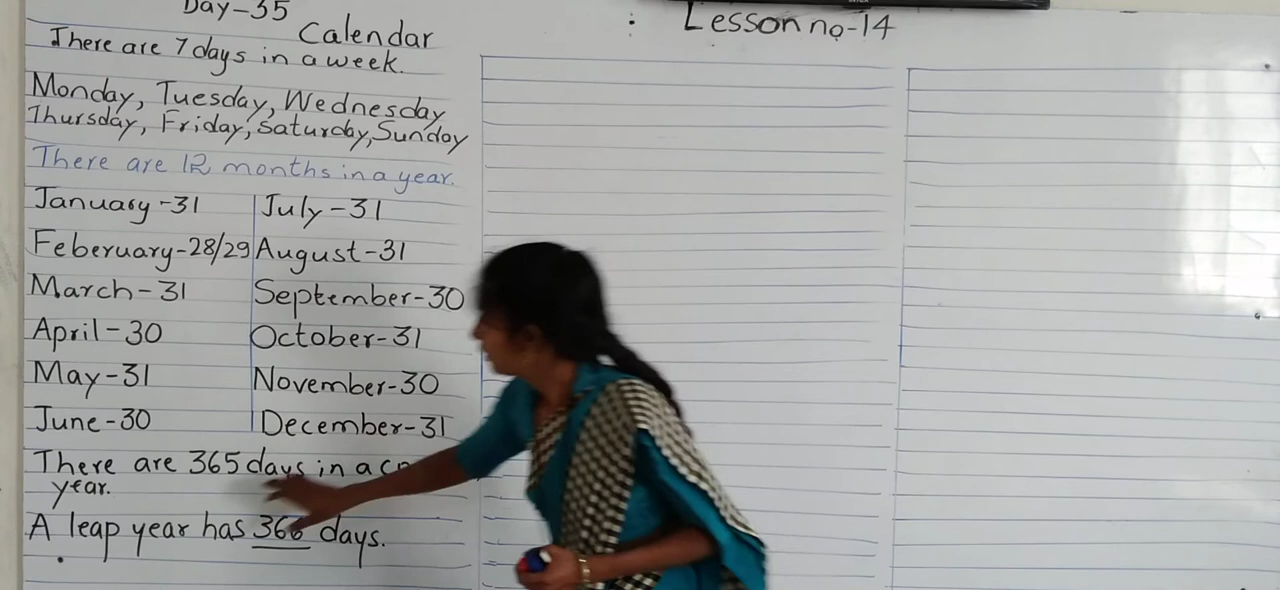 Day-35
Lesson no-14
Calendar
There are 7 days in a week.
Monday, Tuesday, Wednesday
Thursday, Friday, Saturday, Sunday
There are 12 months in a year.
January-31
July-31
Feberuary-28/29
August-31
March-31
September-30
April-30
October-31
May-31
November-30
June-30
December-31
There are 365 days in a
year.
A leap year has 366 days.